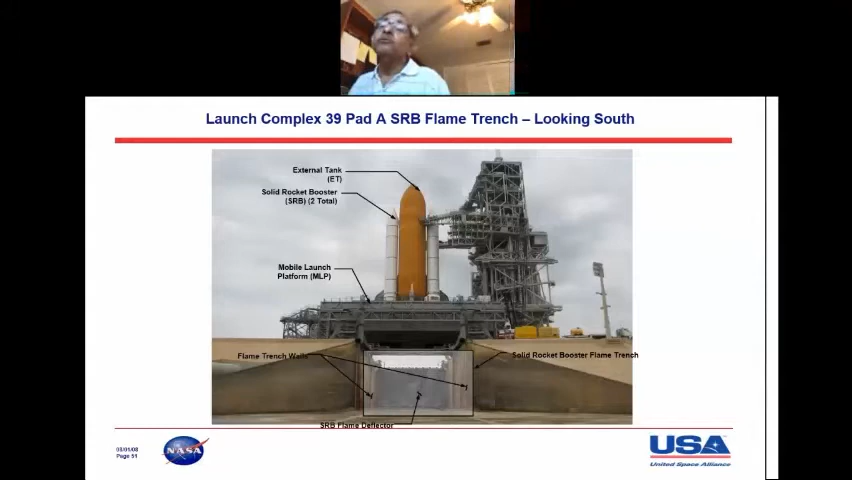 Launch Complex 39 Pad A SRB Flame Trench – Looking South
External Tank
(ET)
Solid Rocket Booster
(SRB) (2 Total)
Mobile Launch
Platform (MLP)
Flame Trench Walls
Solid Rocket Booster Flame Trench
SRB Flame Deflector
Page 51
NASA
USA
United Space Alliance